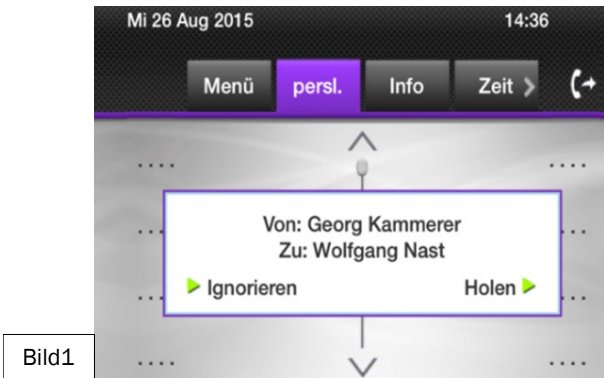 Mi 26 Aug 2015 14:36
Menü persl. Info Zeit
Von: Georg Kammerer
Zu: Wolfgang Nast
Ignorieren Holen
Bild1